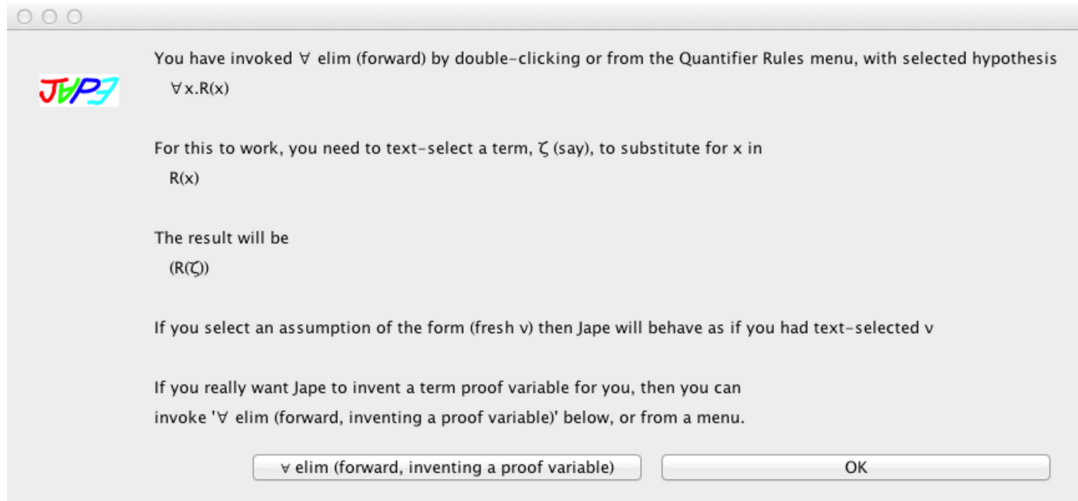 You have invoked ∀ elim (forward) by double-clicking or from the Quantifier Rules menu, with selected hypothesis
∀x.R(x)
For this to work, you need to text-select a term, ζ (say), to substitute for x in
R(x)
The result will be
(R(ζ))
If you select an assumption of the form (fresh v) then Jape will behave as if you had text-selected v
If you really want Jape to invent a term proof variable for you, then you can
invoke '∀ elim (forward, inventing a proof variable)' below, or from a menu.
∀ elim (forward, inventing a proof variable)
OK